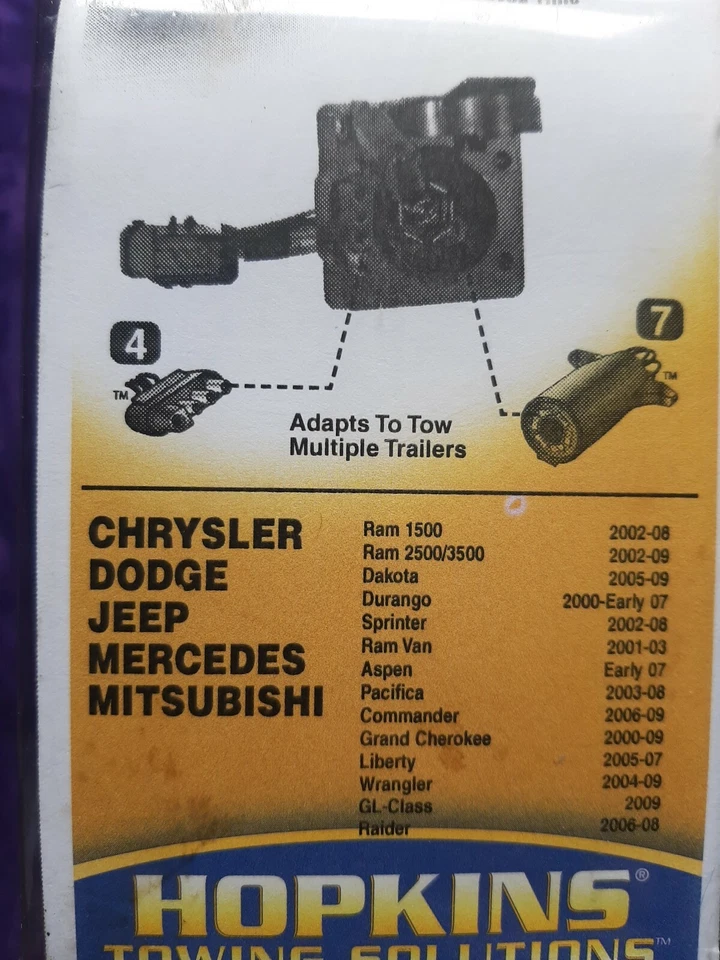 4
7
TM
TM
Adapts To Tow
Multiple Trailers
CHRYSLER
DODGE
JEEP
MERCEDES
MITSUBISHI
Ram 1500 2002-08
Ram 2500/3500 2002-09
Dakota 2005-09
Durango 2000-Early 07
Sprinter 2002-08
Ram Van 2001-03
Aspen Early 07
Pacifica 2003-08
Commander 2006-09
Grand Cherokee 2000-09
Liberty 2005-07
Wrangler 2004-09
GL-Class 2009
Raider 2006-08
HOPKINS®
TOWING SOLUTIONS™